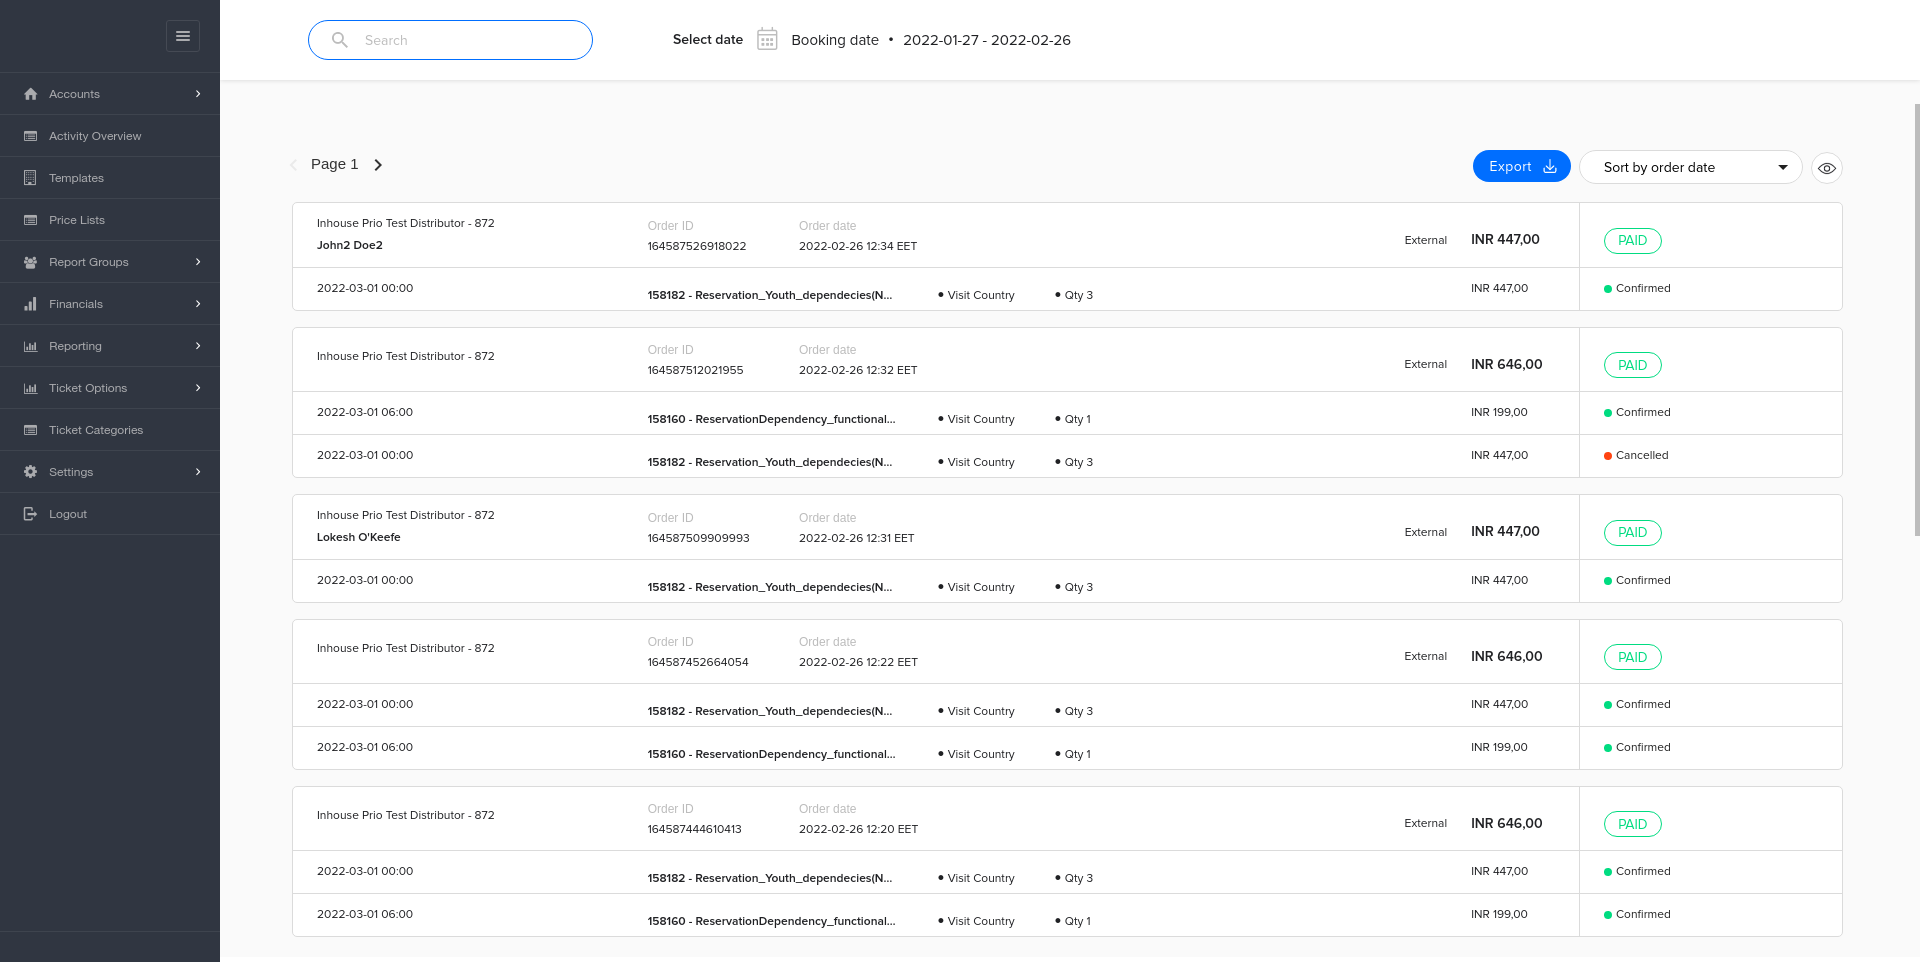 Search
Select date
Booking date • 2022-01-27 - 2022-02-26
Accounts
Activity Overview
Templates
Price Lists
Report Groups
Financials
Reporting
Ticket Options
Ticket Categories
Settings
Logout
Page 1
Export
Sort by order date
Inhouse Prio Test Distributor - 872
John2 Doe2
Order ID
164587526918022
Order date
2022-02-26 12:34 EET
External
INR 447,00
PAID
2022-03-01 00:00
158182 - Reservation_Youth_dependecies(N...
• Visit Country
• Qty 3
INR 447,00
Confirmed
Inhouse Prio Test Distributor - 872
Order ID
164587512021955
Order date
2022-02-26 12:32 EET
External
INR 646,00
PAID
2022-03-01 06:00
158160 - ReservationDependency_functional...
• Visit Country
• Qty 1
INR 199,00
Confirmed
2022-03-01 00:00
158182 - Reservation_Youth_dependecies(N...
• Visit Country
• Qty 3
INR 447,00
Cancelled
Inhouse Prio Test Distributor - 872
Lokesh O'Keefe
Order ID
164587509909993
Order date
2022-02-26 12:31 EET
External
INR 447,00
PAID
2022-03-01 00:00
158182 - Reservation_Youth_dependecies(N...
• Visit Country
• Qty 3
INR 447,00
Confirmed
Inhouse Prio Test Distributor - 872
Order ID
164587452664054
Order date
2022-02-26 12:22 EET
External
INR 646,00
PAID
2022-03-01 00:00
158182 - Reservation_Youth_dependecies(N...
• Visit Country
• Qty 3
INR 447,00
Confirmed
2022-03-01 06:00
158160 - ReservationDependency_functional...
• Visit Country
• Qty 1
INR 199,00
Confirmed
Inhouse Prio Test Distributor - 872
Order ID
164587444610413
Order date
2022-02-26 12:20 EET
External
INR 646,00
PAID
2022-03-01 00:00
158182 - Reservation_Youth_dependecies(N...
• Visit Country
• Qty 3
INR 447,00
Confirmed
2022-03-01 06:00
158160 - ReservationDependency_functional...
• Visit Country
• Qty 1
INR 199,00
Confirmed